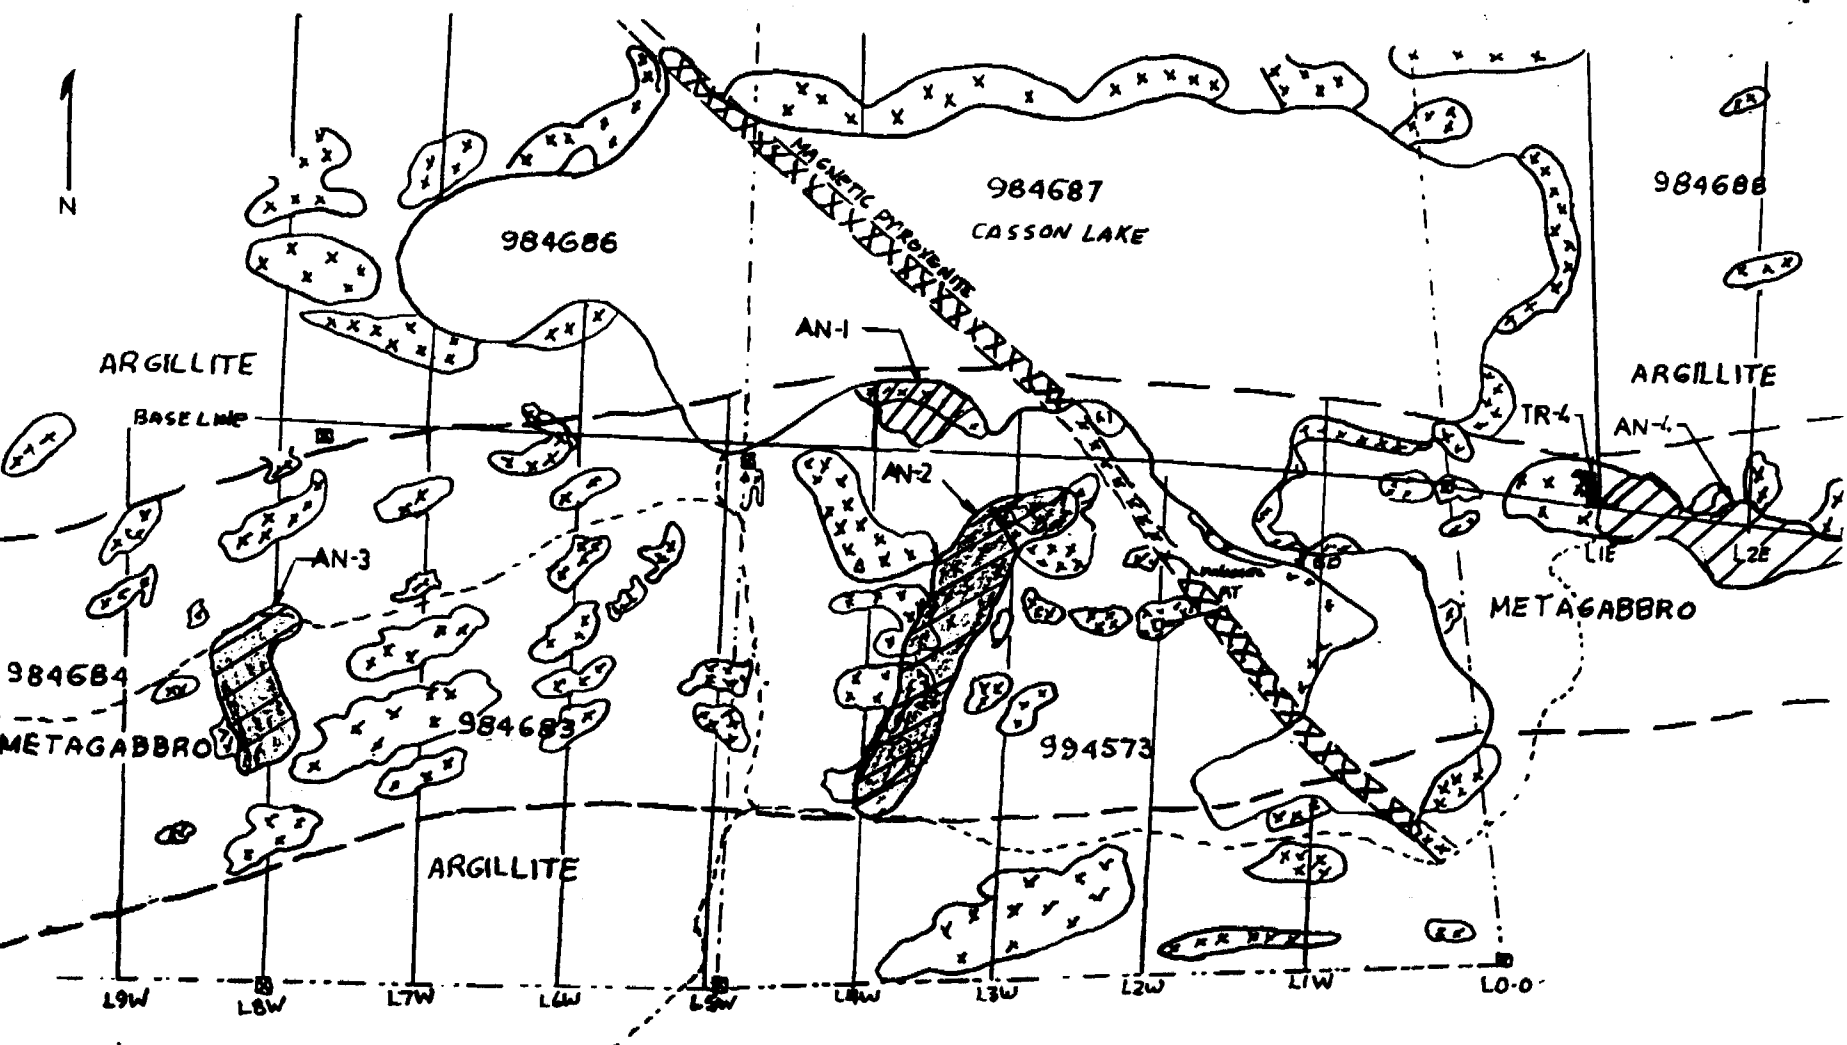 N
984686
MAGNETIC PYROXENITE
984687
CASSON LAKE
984688
AN-1
ARGILLITE
ARGILLITE
BASELINE
TR-4
AN-4
AN-2
AN-3
L1E
L2E
METAGABBRO
984684
METAGABBRO
984683
994573
ARGILLITE
L9W
L8W
L7W
L6W
L5W
L4W
L3W
L2W
L1W
L0-0